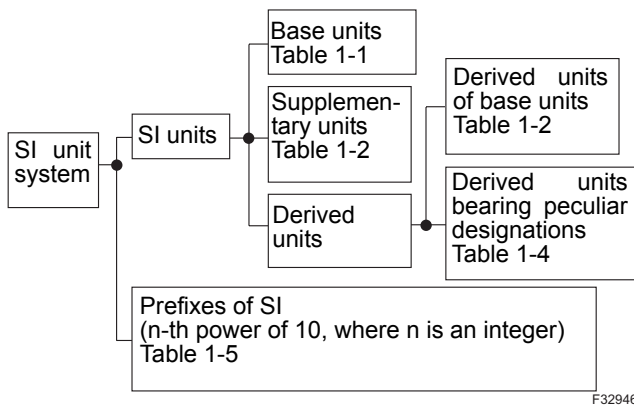 SI unit
system
SI units
Base units
Table 1-1
Supplemen-
tary units
Table 1-2
Derived
units
Derived units
of base units
Table 1-2
Derived units
bearing peculiar
designations
Table 1-4
Prefixes of SI
(n-th power of 10, where n is an integer)
Table 1-5
F32946